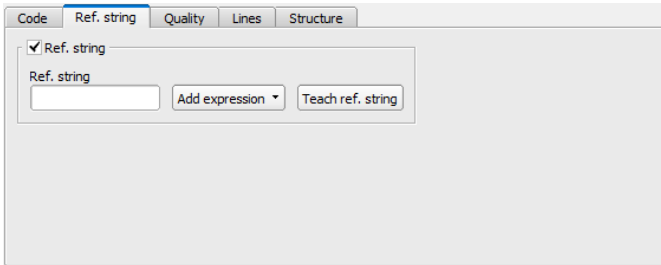 Code Ref. string Quality Lines Structure
Ref. string
Ref. string
Add expression Teach ref. string